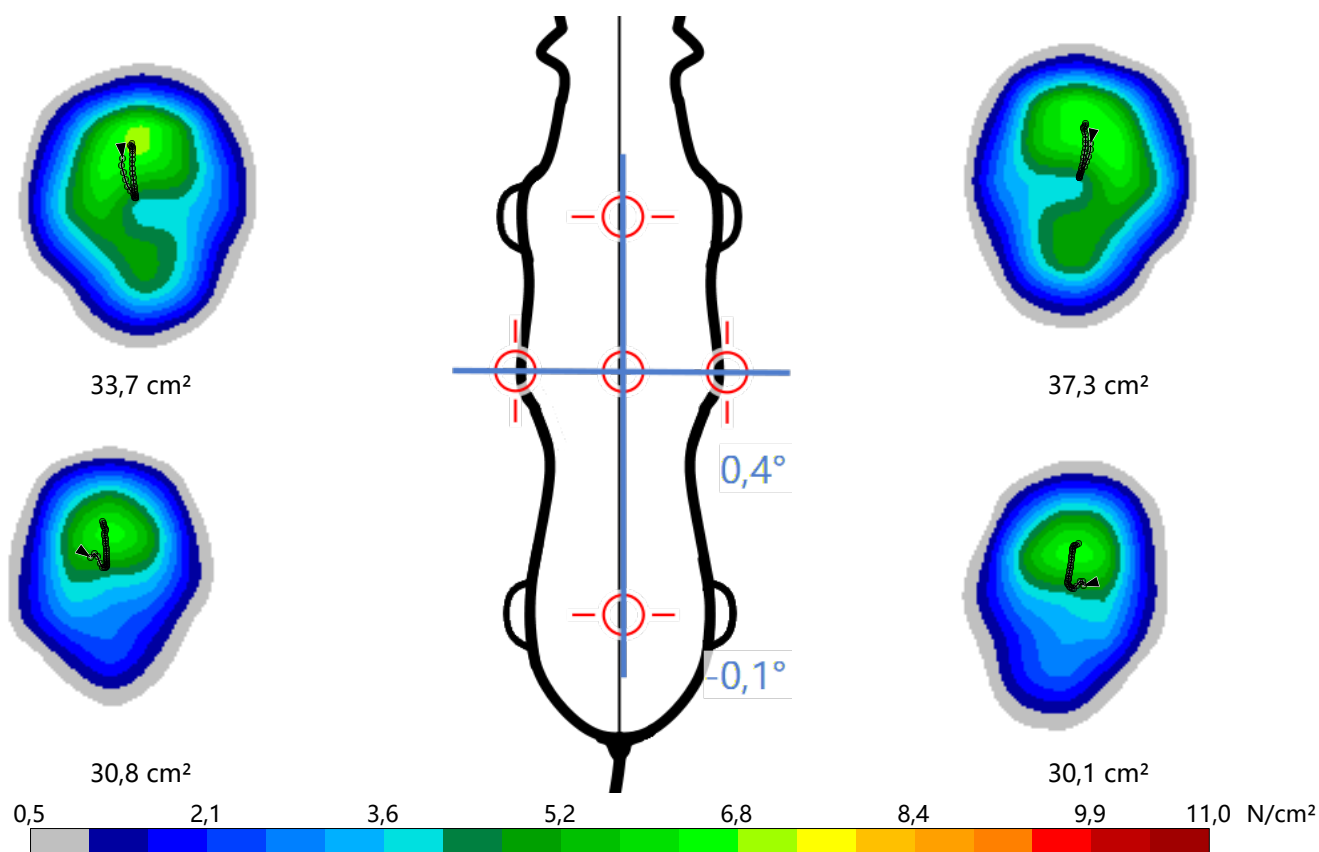 33,7 cm²
37,3 cm²
0,4°
-0,1°
30,8 cm²
30,1 cm²
0,5 2,1 3,6 5,2 6,8 8,4 9,9 11,0 N/cm²